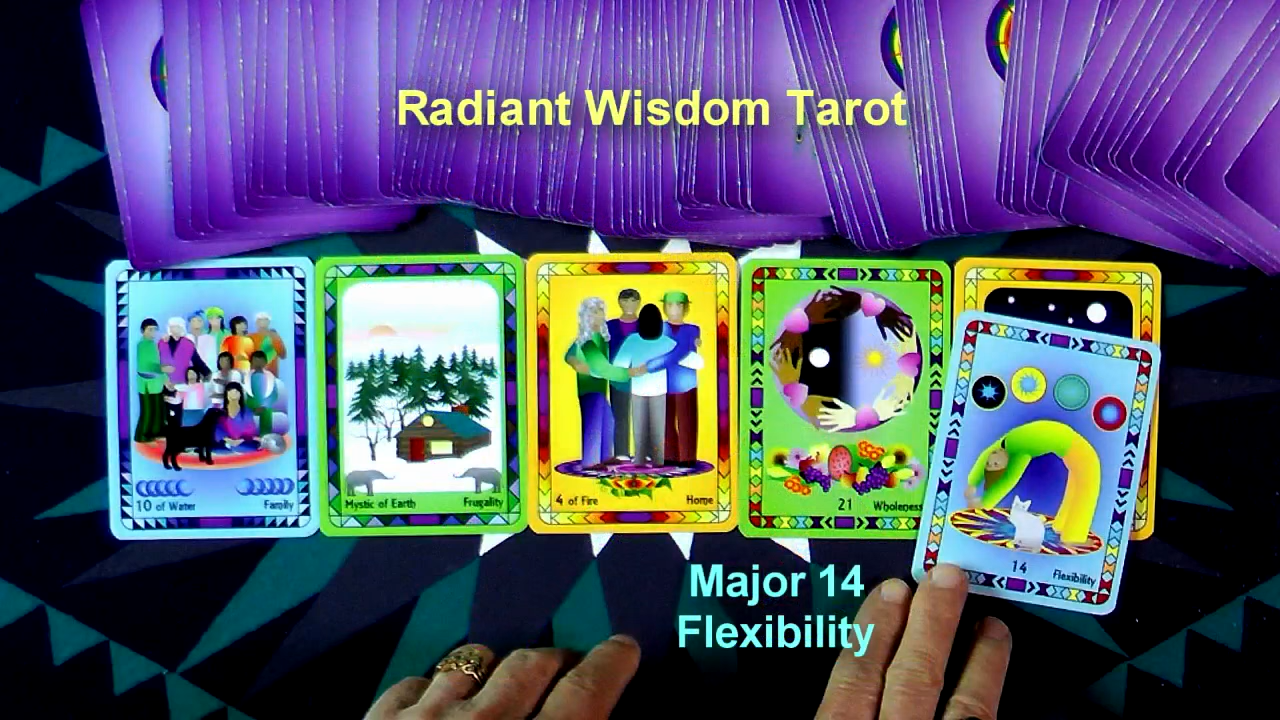 Radiant Wisdom Tarot
10 of Water Family
Mystic of Earth Frugality
4 of Fire Home
21 Wholeness
14 Flexibility
Major 14
Flexibility